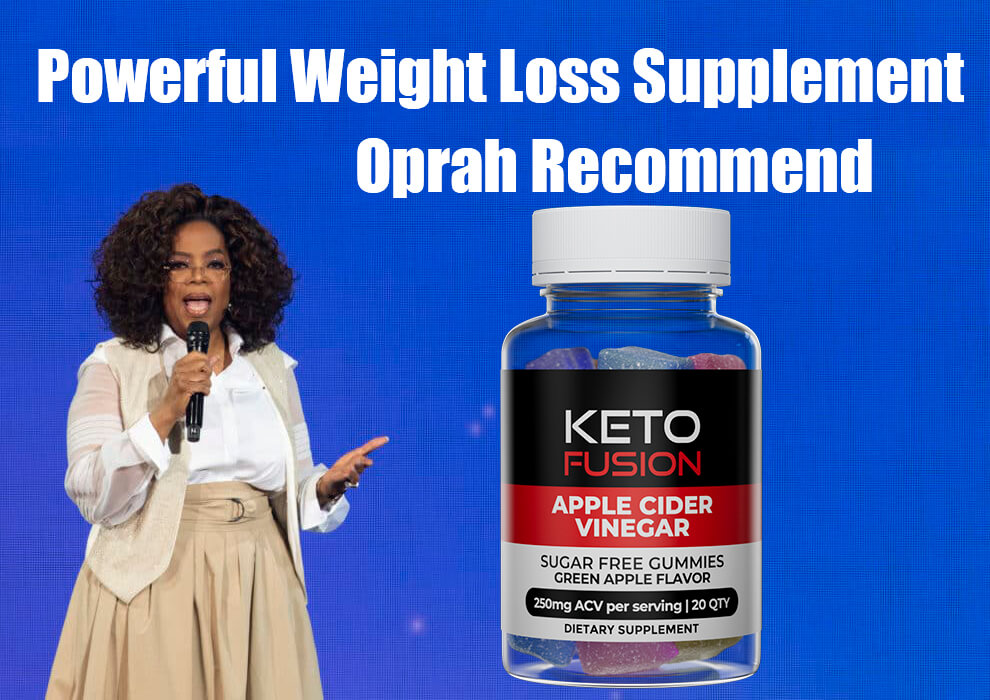 Powerful Weight Loss Supplement
Oprah Recommend
KETO
FUSION
APPLE CIDER
VINEGAR
SUGAR FREE GUMMIES
GREEN APPLE FLAVOR
250mg ACV per serving | 20 QTY
DIETARY SUPPLEMENT